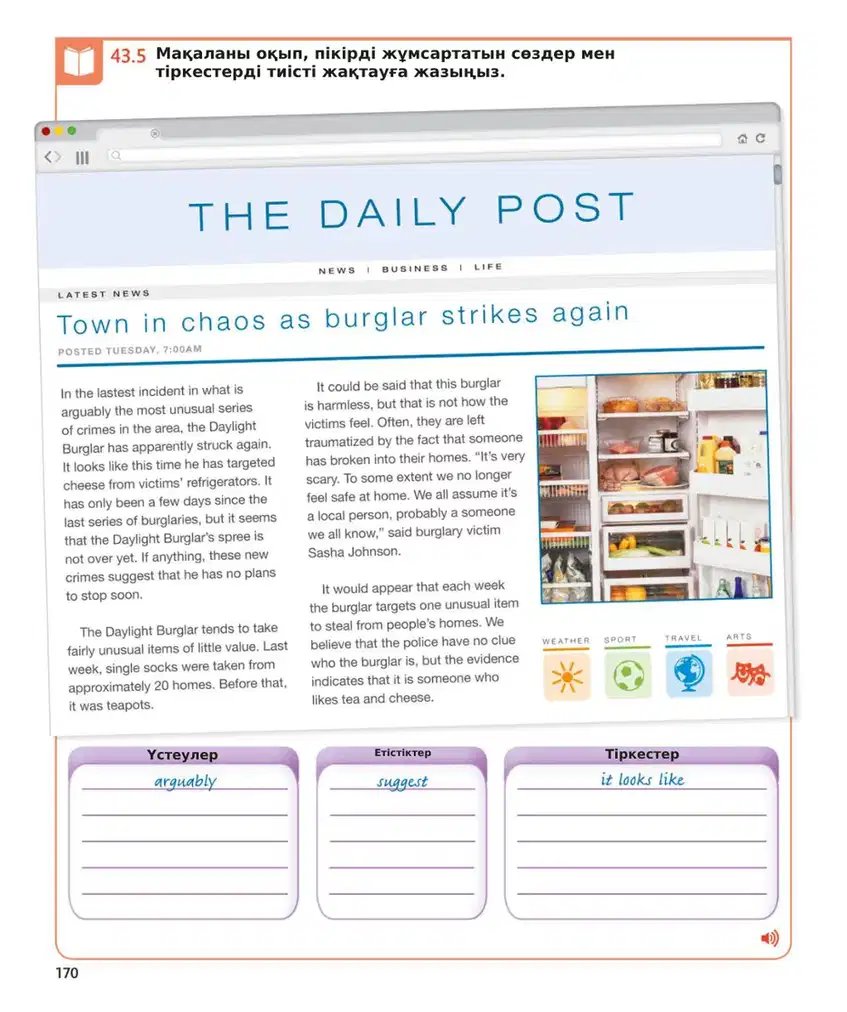 43.5 Мақаланы оқып, пікірді жұмсартатын сөздер мен
тіркестерді тиісті жақтауға жазыңыз.
THE DAILY POST
NEWS | BUSINESS | LIFE
LATEST NEWS
Town in chaos as burglar strikes again
POSTED TUESDAY, 7:00AM
In the lastest incident in what is
arguably the most unusual series
of crimes in the area, the Daylight
Burglar has apparently struck again.
It looks like this time he has targeted
cheese from victims' refrigerators. It
has only been a few days since the
last series of burglaries, but it seems
that the Daylight Burglar's spree is
not over yet. If anything, these new
crimes suggest that he has no plans
to stop soon.
The Daylight Burglar tends to take
fairly unusual items of little value. Last
week, single socks were taken from
approximately 20 homes. Before that,
it was teapots.
It could be said that this burglar
is harmless, but that is not how the
victims feel. Often, they are left
traumatized by the fact that someone
has broken into their homes. "It's very
scary. To some extent we no longer
feel safe at home. We all assume it's
a local person, probably a someone
we all know," said burglary victim
Sasha Johnson.
It would appear that each week
the burglar targets one unusual item
to steal from people's homes. We
believe that the police have no clue
who the burglar is, but the evidence
indicates that it is someone who
likes tea and cheese.
WEATHER SPORT TRAVEL ARTS
Үстеулер Етістіктер Тіркестер
arguably suggest it looks like
170